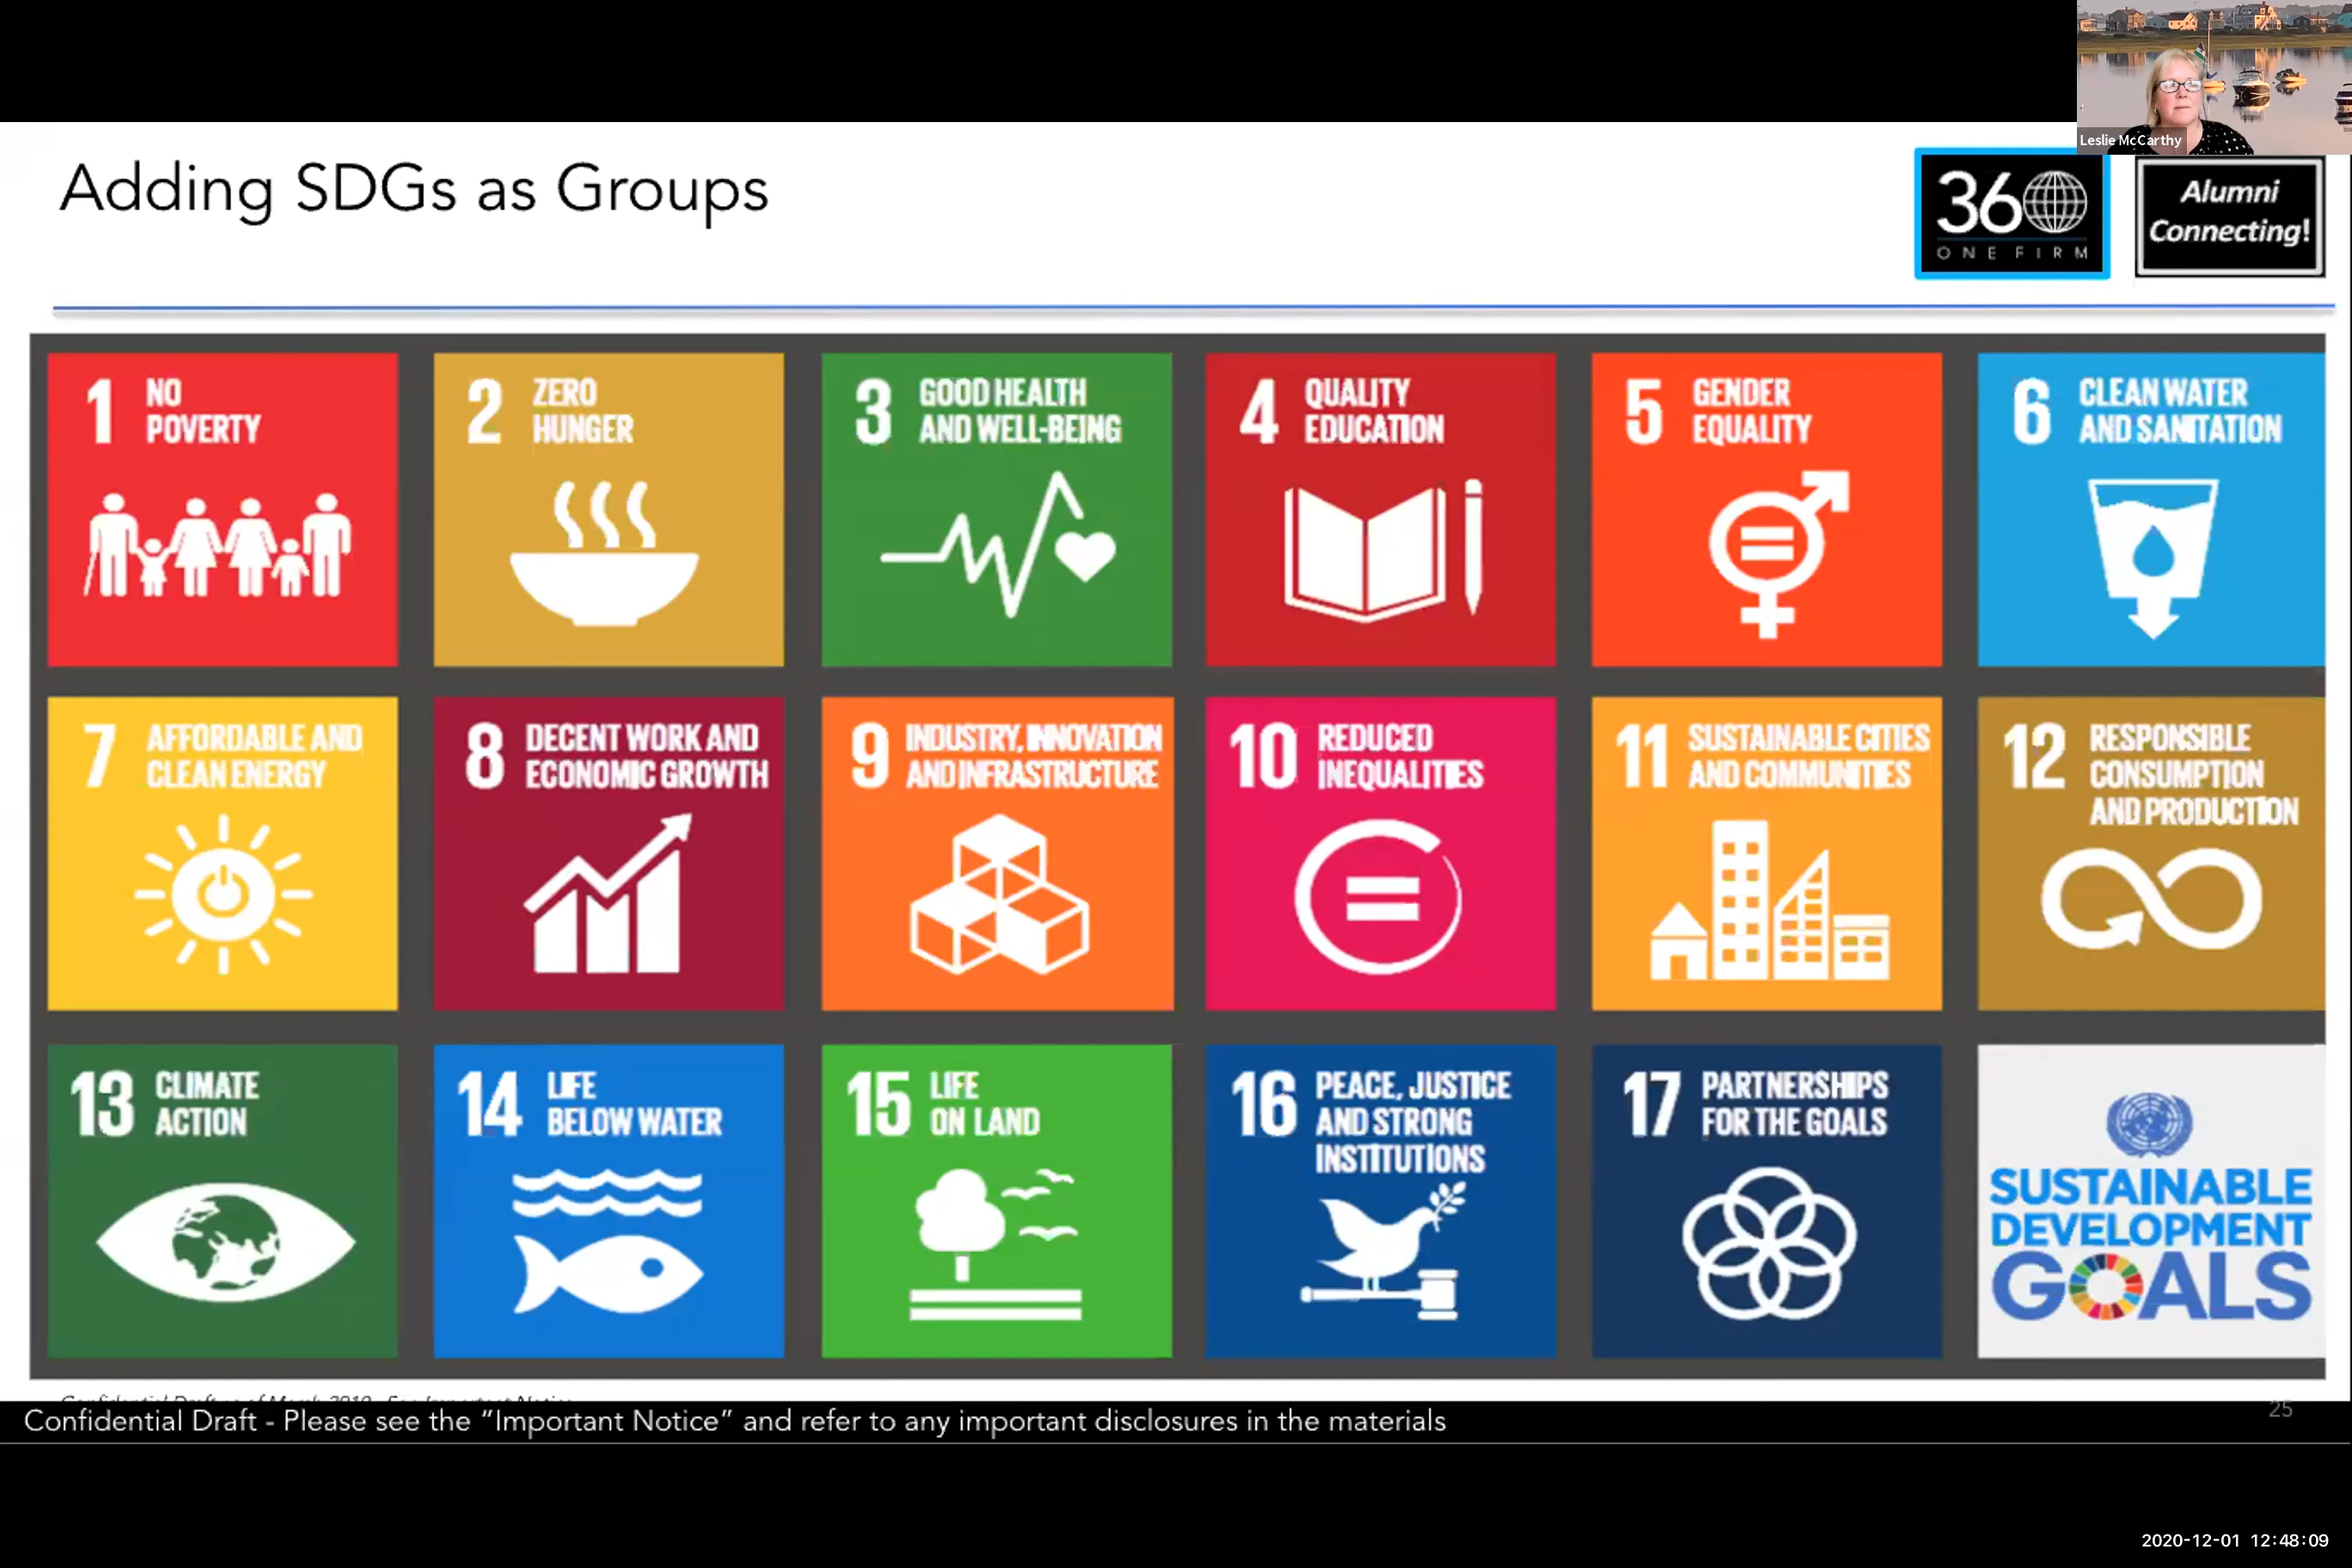 Leslie McCarthy
Adding SDGs as Groups
360
ONE FIRM
Alumni
Connecting!
1 NO
POVERTY
2 ZERO
HUNGER
3 GOOD HEALTH
AND WELL-BEING
4 QUALITY
EDUCATION
5 GENDER
EQUALITY
6 CLEAN WATER
AND SANITATION
7 AFFORDABLE AND
CLEAN ENERGY
8 DECENT WORK AND
ECONOMIC GROWTH
9 INDUSTRY, INNOVATION
AND INFRASTRUCTURE
10 REDUCED
INEQUALITIES
11 SUSTAINABLE CITIES
AND COMMUNITIES
12 RESPONSIBLE
CONSUMPTION
AND PRODUCTION
13 CLIMATE
ACTION
14 LIFE
BELOW WATER
15 LIFE
ON LAND
16 PEACE, JUSTICE
AND STRONG
INSTITUTIONS
17 PARTNERSHIPS
FOR THE GOALS
SUSTAINABLE
DEVELOPMENT
GOALS
25
Confidential Draft - Please see the “Important Notice” and refer to any important disclosures in the materials
2020-12-01 12:48:09